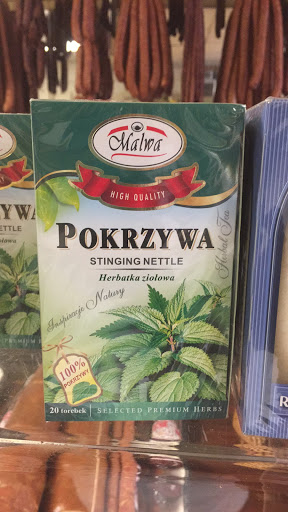 Malwa
HIGH QUALITY
POKRZYWA
STINGING NETTLE
Herbatka ziołowa
Herbal Tea
Inspiracje Natury
100%
POKRZYWY
20 torebek
SELECTED PREMIUM HERBS
R